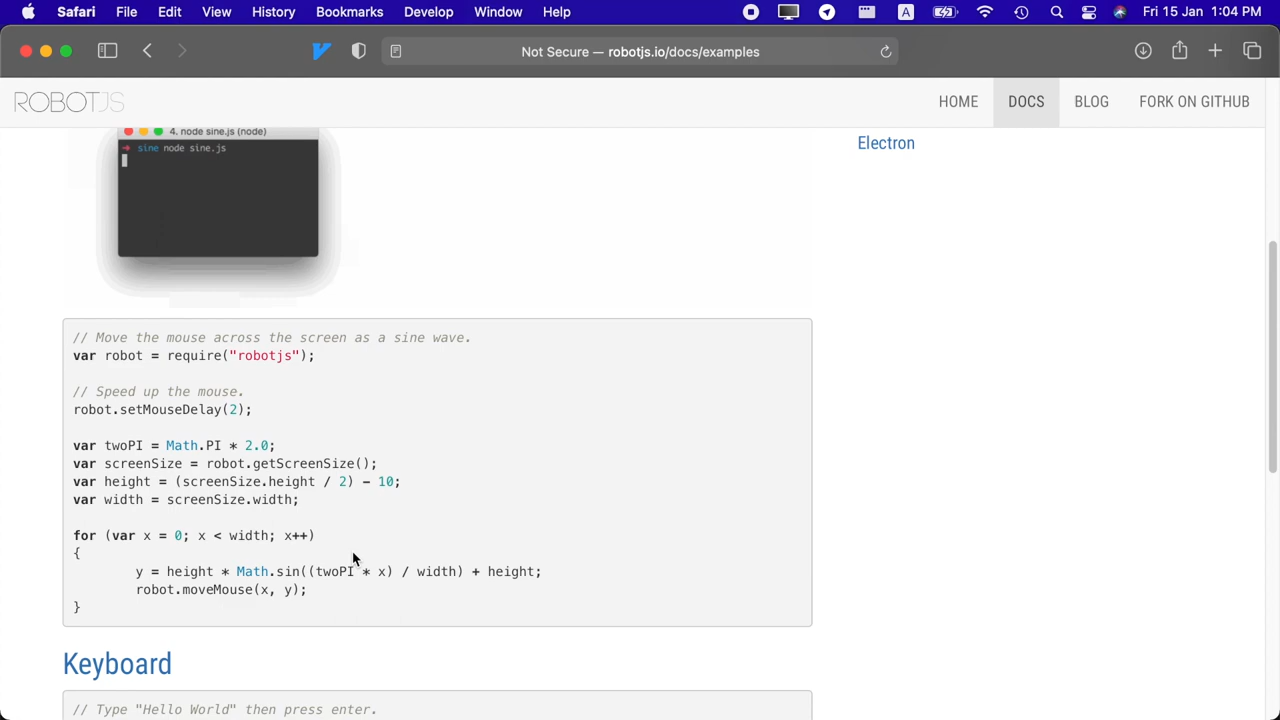 Safari File Edit View History Bookmarks Develop Window Help A Fri 15 Jan 1:04 PM
Not Secure — robotjs.io/docs/examples
ROBOTJS HOME DOCS BLOG FORK ON GITHUB
4. node sine.js (node)
sine node sine.js
Electron
// Move the mouse across the screen as a sine wave.
var robot = require("robotjs");
// Speed up the mouse.
robot.setMouseDelay(2);
var twoPI = Math.PI * 2.0;
var screenSize = robot.getScreenSize();
var height = (screenSize.height / 2) - 10;
var width = screenSize.width;
for (var x = 0; x < width; x++)
{
y = height * Math.sin((twoPI * x) / width) + height;
robot.moveMouse(x, y);
}
Keyboard
// Type "Hello World" then press enter.